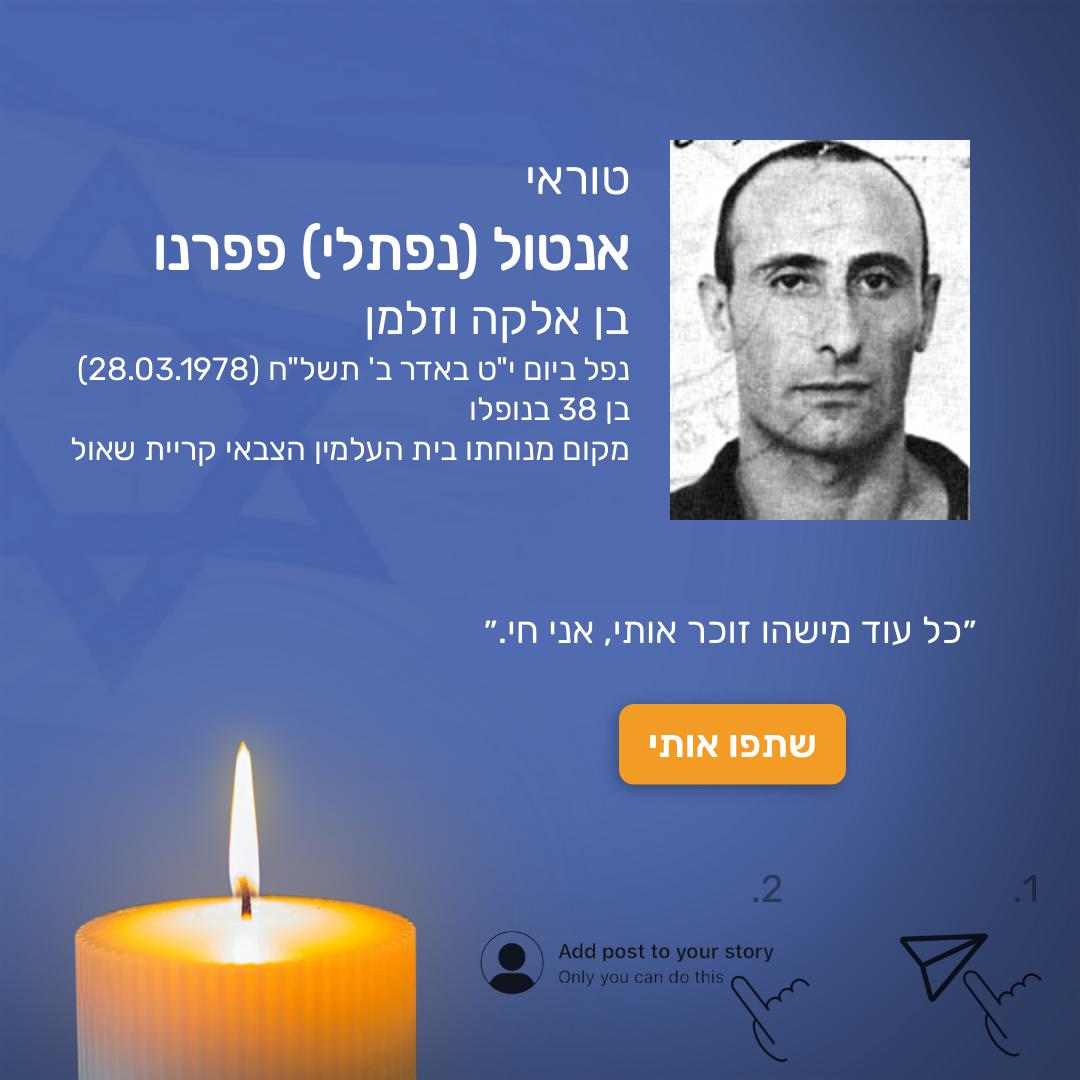 טוראי
אנטול (נפתלי) פפרנו
בן אלקה וזלמן
נפל ביום י"ט באדר ב' תשל"ח (28.03.1978)
בן 38 בנופלו
מקום מנוחתו בית העלמין הצבאי קריית שאול
״כל עוד מישהו זוכר אותי, אני חי.״
שתפו אותי
1.
2.
Add post to your story
Only you can do this